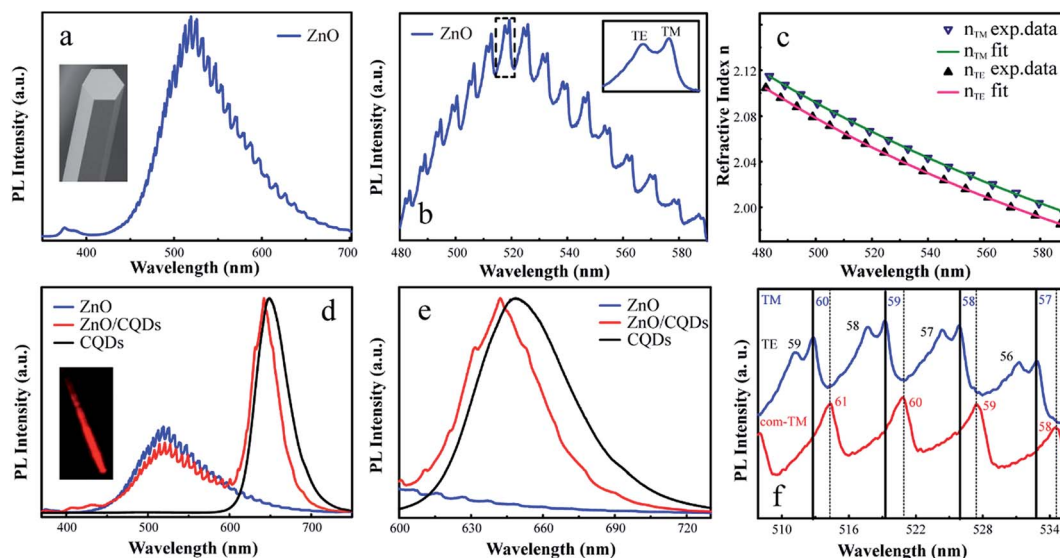 a
ZnO
PL Intensity (a.u.)
400 500 600 700
Wavelength (nm)
ZnO
TE TM
b
PL Intensity (a.u.)
480 500 520 540 560 580
Wavelength (nm)
c
n_TM exp.data
n_TM fit
n_TE exp.data
n_TE fit
Refractive Index n
2.12
2.08
2.04
2.00
480 500 520 540 560 580
Wavelength (nm)
d
ZnO
ZnO/CQDs
CQDs
PL Intensity (a.u.)
400 500 600 700
Wavelength (nm)
e
ZnO
ZnO/CQDs
CQDs
PL Intensity (a.u.)
600 630 660 690 720
Wavelength (nm)
TM 60 59 58 57
TE 59 58 57 56
com-TM 61 60 59 58
f
PL Intensity (a. u.)
510 516 521 528 534
Wavelength (nm)